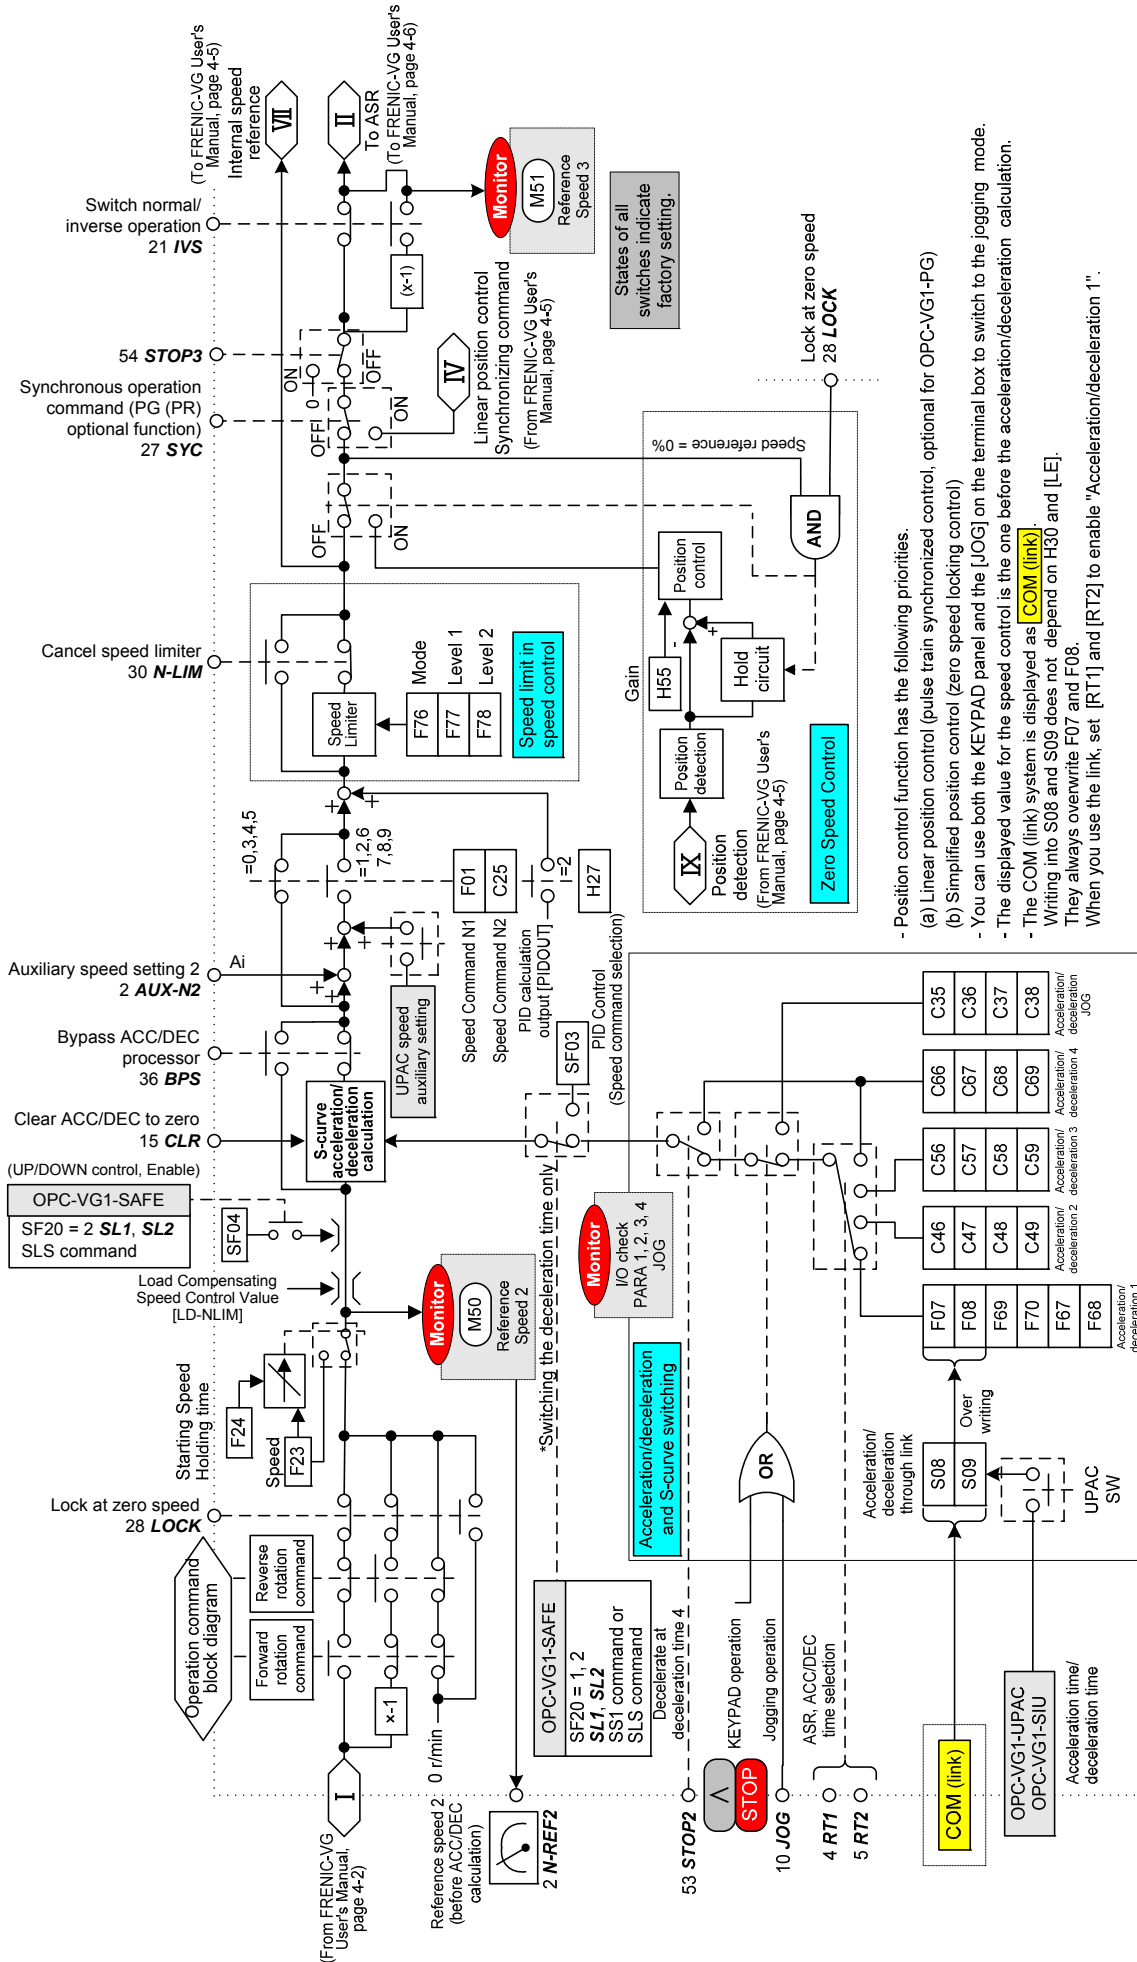 (From FRENIC-VG
User's Manual,
page 4-2)
I
Operation command
block diagram
Forward
rotation
command
Reverse
rotation
command
Lock at zero speed
28 LOCK
x-1
0 r/min
Reference speed 2
(before ACC/DEC
calculation)
2 N-REF2
Starting Speed
Holding time
F24
Speed
F23
Monitor
M50
Reference
Speed 2
Load Compensating
Speed Control Value
[LD-NLIM]
(UP/DOWN control, Enable)
OPC-VG1-SAFE
SF20 = 2 SL1, SL2
SLS command
SF04
Clear ACC/DEC to zero
15 CLR
S-curve
acceleration/
deceleration
calculation
Bypass ACC/DEC
processor
36 BPS
Auxiliary speed setting 2
2 AUX-N2
Ai
+
+
+
+
UPAC speed
auxiliary setting
=0,3,4,5
=1,2,6
7,8,9
Speed Command N1
F01
Speed Command N2
C25
PID calculation
output [PIDOUT]
=2
H27
PID Control
(Speed command selection)
+
+
Cancel speed limiter
30 N-LIM
Speed
Limiter
F76
Mode
F77
Level 1
F78
Level 2
Speed limit in
speed control
OFF
ON
Synchronous operation
command (PG (PR)
optional function)
27 SYC
OFF
ON
54 STOP3
ON
0
OFF
IV
Linear position control
Synchronizing command
(From FRENIC-VG User's
Manual, page 4-5)
Switch normal/
inverse operation
21 IVS
(x-1)
(To FRENIC-VG User's
Manual, page 4-5)
Internal speed
reference
VII
II
To ASR
(To FRENIC-VG User's
Manual, page 4-6)
Monitor
M51
Reference
Speed 3
States of all
switches indicate
factory setting.
Speed reference = 0%
AND
Lock at zero speed
28 LOCK
IX
Position
detection
(From FRENIC-VG User's
Manual, page 4-5)
Position
detection
Gain
H55
-
+
Hold
circuit
Position
control
Zero Speed Control
SF03
*Switching the deceleration time only
OPC-VG1-SAFE
SF20 = 1, 2
SL1, SL2
SS1 command or
SLS command
Decelerate at
deceleration time 4
53 STOP2
Monitor
I/O check
PARA 1, 2, 3, 4
JOG
Acceleration/deceleration
and S-curve switching
KEYPAD operation
STOP
Jogging operation
10 JOG
OR
ASR, ACC/DEC
time selection
4 RT1
5 RT2
COM (link)
OPC-VG1-UPAC
OPC-VG1-SIU
Acceleration time/
deceleration time
Acceleration/
deceleration
through link
S08
S09
UPAC
SW
Over
writing
F07
F08
F69
F70
F67
F68
Acceleration/
deceleration 1
C46
C47
C48
C49
Acceleration/
deceleration 2
C56
C57
C58
C59
Acceleration/
deceleration 3
C66
C67
C68
C69
Acceleration/
deceleration 4
C35
C36
C37
C38
Acceleration/
deceleration
JOG
- Position control function has the following priorities.
(a) Linear position control (pulse train synchronized control, optional for OPC-VG1-PG)
(b) Simplified position control (zero speed locking control)
- You can use both the KEYPAD panel and the [JOG] on the terminal box to switch to the jogging mode.
- The displayed value for the speed control is the one before the acceleration/deceleration calculation.
- The COM (link) system is displayed as COM (link).
Writing into S08 and S09 does not depend on H30 and [LE].
They always overwrite F07 and F08.
When you use the link, set [RT1] and [RT2] to enable "Acceleration/deceleration 1".